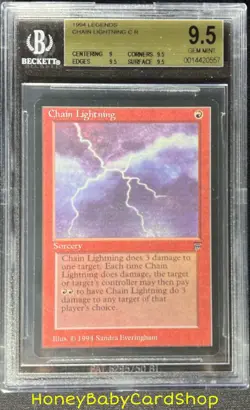 1994 LEGENDS
CHAIN LIGHTNING C R
BECKETT
9.5
GEM MINT
CENTERING 9 CORNERS 9.5
EDGES 9.5 SURFACE 9.5
0014420557
Chain Lightning
Sorcery
Chain Lightning does 3 damage to
one target. Each time Chain
Lightning does damage, the target
or target's controller may then pay
to have Chain Lightning do 3
damage to any target of that
player's choice.
Illus. © 1994 Sandra Everingham
HoneyBabyCardShop